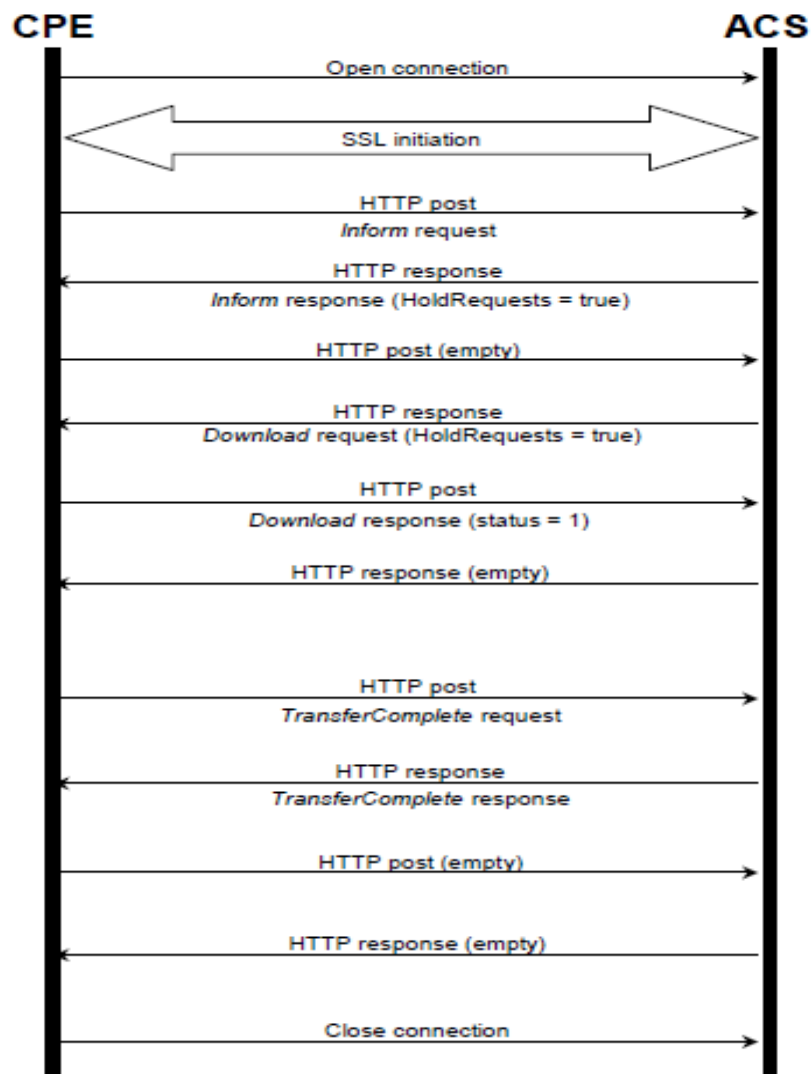 CPE ACS
Open connection
SSL initiation
HTTP post
Inform request
HTTP response
Inform response (HoldRequests = true)
HTTP post (empty)
HTTP response
Download request (HoldRequests = true)
HTTP post
Download response (status = 1)
HTTP response (empty)
HTTP post
TransferComplete request
HTTP response
TransferComplete response
HTTP post (empty)
HTTP response (empty)
Close connection